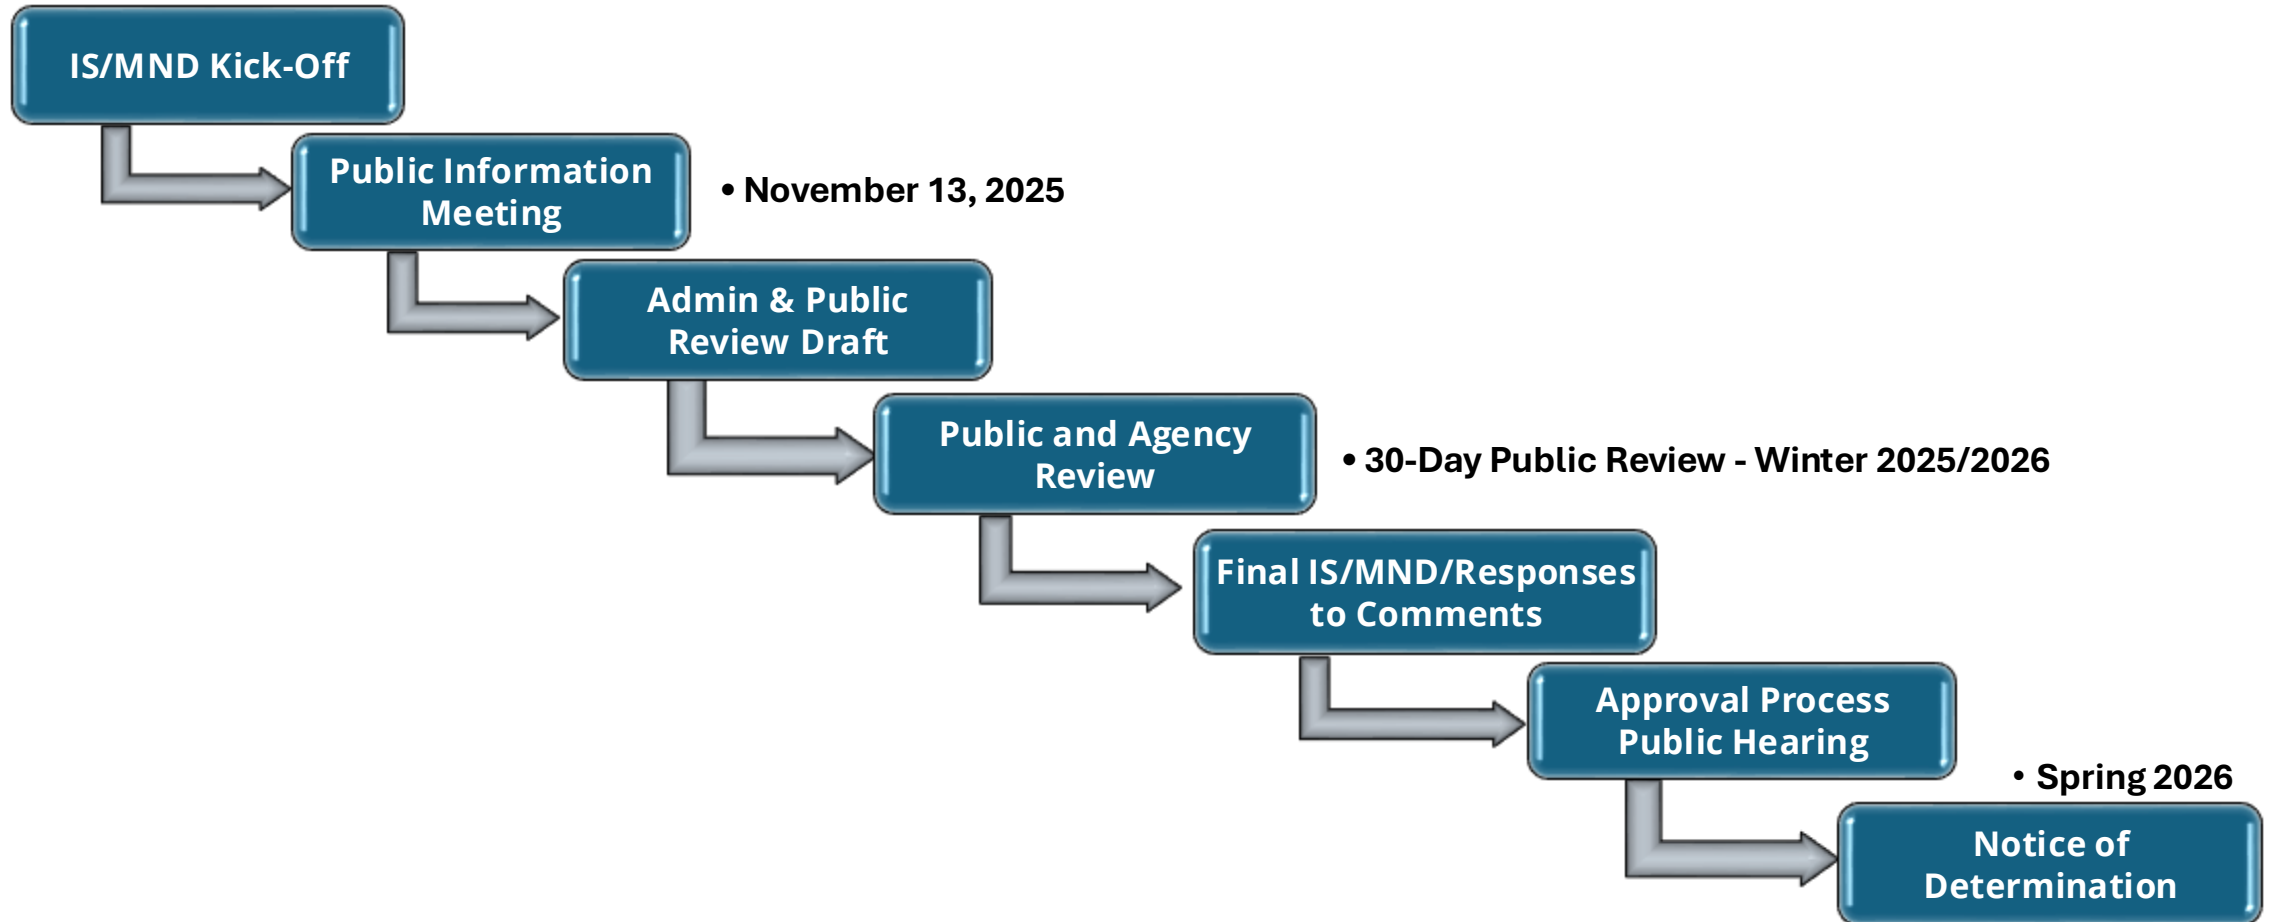 IS/MND Kick-Off
Public Information
Meeting
• November 13, 2025
Admin & Public
Review Draft
Public and Agency
Review
• 30-Day Public Review - Winter 2025/2026
Final IS/MND/Responses
to Comments
Approval Process
Public Hearing
• Spring 2026
Notice of
Determination